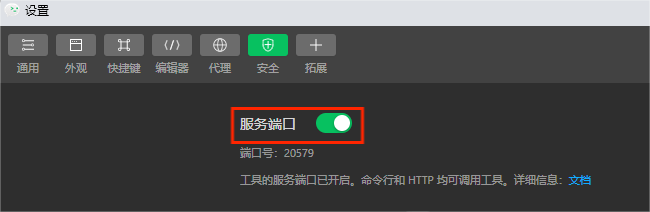 设置
通用 外观 快捷键 编辑器 代理 安全 拓展
服务端口
端口号：20579
工具的服务端口已开启。命令行和 HTTP 均可调用工具。详细信息：文档